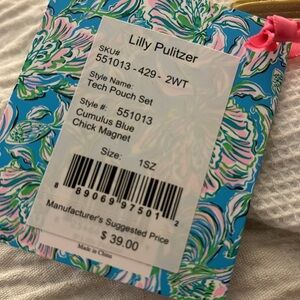 Lilly Pulitzer
SKU#
551013 - 429 - 2WT
Style Name:
Tech Pouch Set
Style #: 551013
Cumulus Blue
Chick Magnet
Size: 1SZ
8 89069 97501 2
Manufacturer's Suggested Price
$ 39.00
Made in China